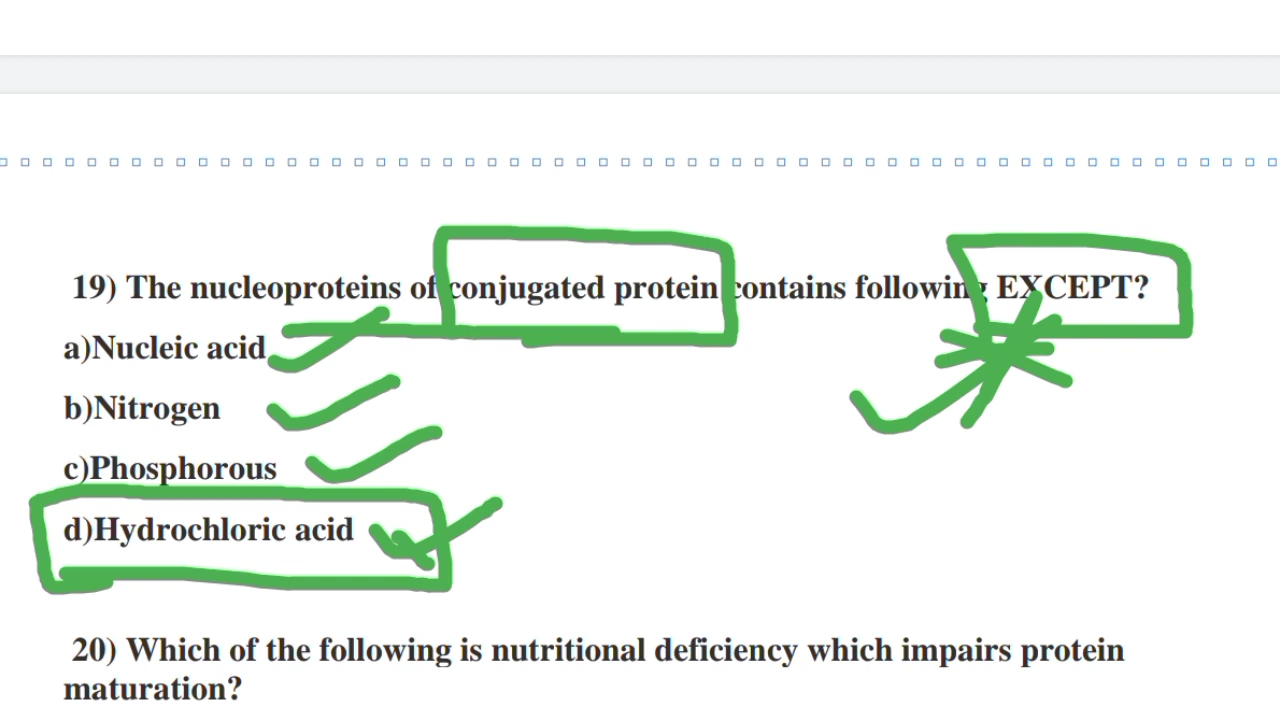 19) The nucleoproteins of conjugated protein contains following EXCEPT?
a)Nucleic acid
b)Nitrogen
c)Phosphorous
d)Hydrochloric acid
20) Which of the following is nutritional deficiency which impairs protein
maturation?